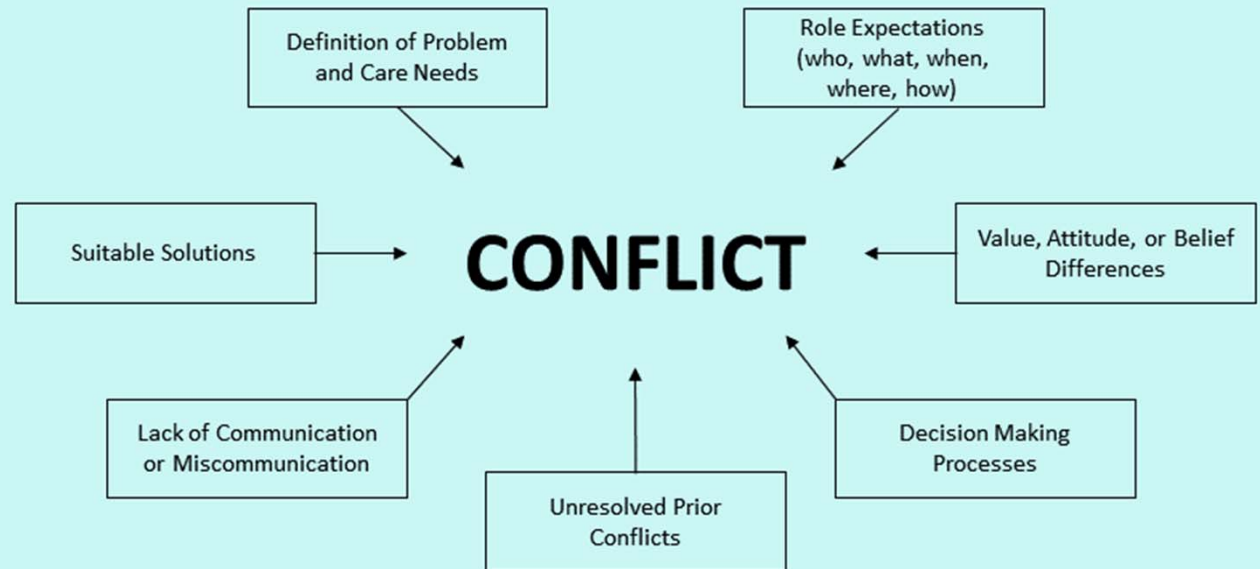 Definition of Problem
and Care Needs
Role Expectations
(who, what, when,
where, how)
Suitable Solutions
CONFLICT
Value, Attitude, or Belief
Differences
Lack of Communication
or Miscommunication
Unresolved Prior
Conflicts
Decision Making
Processes